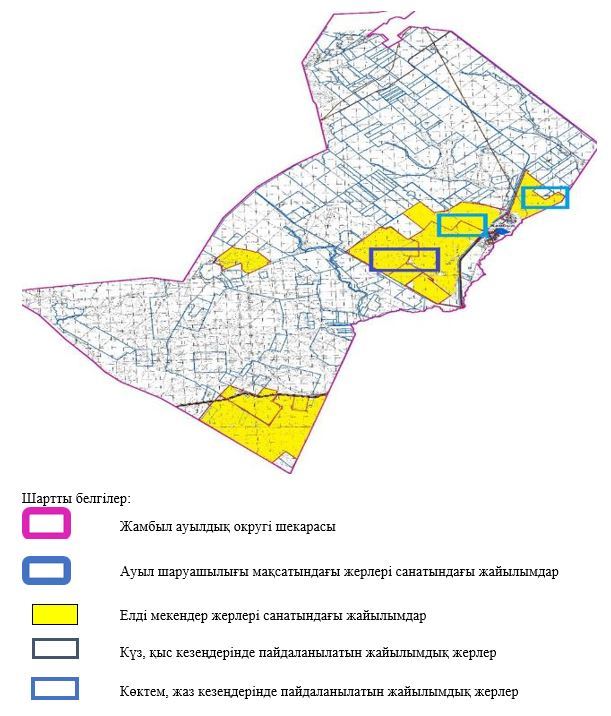 Шартты белгілер:
Жамбыл ауылдық округі шекарасы
Ауыл шаруашылығы мақсатындағы жерлері санатындағы жайылымдар
Елді мекендер жерлері санатындағы жайылымдар
Күз, қыс кезеңдерінде пайдаланылатын жайылымдық жерлер
Көктем, жаз кезеңдерінде пайдаланылатын жайылымдық жерлер